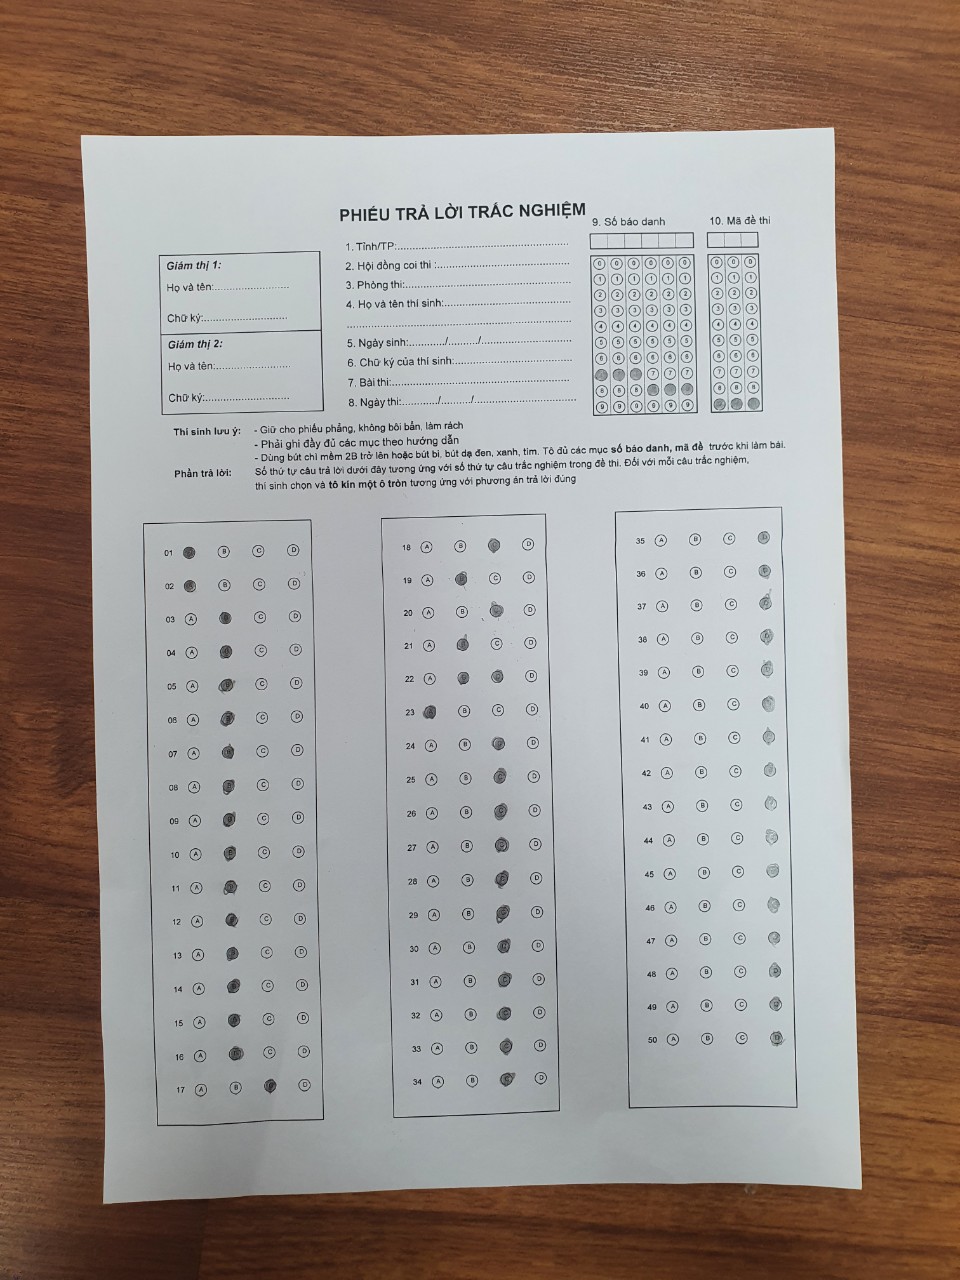 PHIẾU TRẢ LỜI TRẮC NGHIỆM
Giám thị 1:
Họ và tên:
Chữ ký:
Giám thị 2:
Họ và tên:
Chữ ký:
1. Tỉnh/TP:
2. Hội đồng coi thi :
3. Phòng thi:
4. Họ và tên thí sinh:
5. Ngày sinh:............/........../
6. Chữ ký của thí sinh:
7. Bài thi:
8. Ngày thi:............/........../
9. Số báo danh
0 0 0 0 0 0
1 1 1 1 1 1
2 2 2 2 2 2
3 3 3 3 3 3
4 4 4 4 4 4
5 5 5 5 5 5
6 6 6 6 6 6
7 7 7
8 8 8
9 9 9 9 9 9
10. Mã đề thi
0 0 0
1 1 1
2 2 2
3 3 3
4 4 4
5 5 5
6 6 6
7 7 7
8 8 8
Thí sinh lưu ý: - Giữ cho phiếu phẳng, không bôi bẩn, làm rách
- Phải ghi đầy đủ các mục theo hướng dẫn
- Dùng bút chì mềm 2B trở lên hoặc bút bi, bút dạ đen, xanh, tím. Tô đủ các mục số báo danh, mã đề trước khi làm bài.
Phần trả lời: Số thứ tự câu trả lời dưới đây tương ứng với số thứ tự câu trắc nghiệm trong đề thi. Đối với mỗi câu trắc nghiệm,
thí sinh chọn và tô kín một ô tròn tương ứng với phương án trả lời đúng
01 B C D
02 A B C D
03 A C D
04 A C D
05 A B C D
06 A B C D
07 A B C D
08 A B C D
09 A C D
10 A B C D
11 A C D
12 A C D
13 A B C D
14 A B C D
15 A C D
16 A C D
17 A B D
18 A B D
19 A C D
20 A B D
21 A C D
22 A D
23 B C D
24 A B D
25 A B C D
26 A B C D
27 A B C D
28 A B D
29 A B D
30 A B D
31 A B C D
32 A B C D
33 A B C D
34 A B C D
35 A B C D
36 A B C D
37 A B C D
38 A B C D
39 A B C D
40 A B C
41 A B C
42 A B C
43 A B C
44 A B C D
45 A B C
46 A B C
47 A B C
48 A B C D
49 A B C
50 A B C D